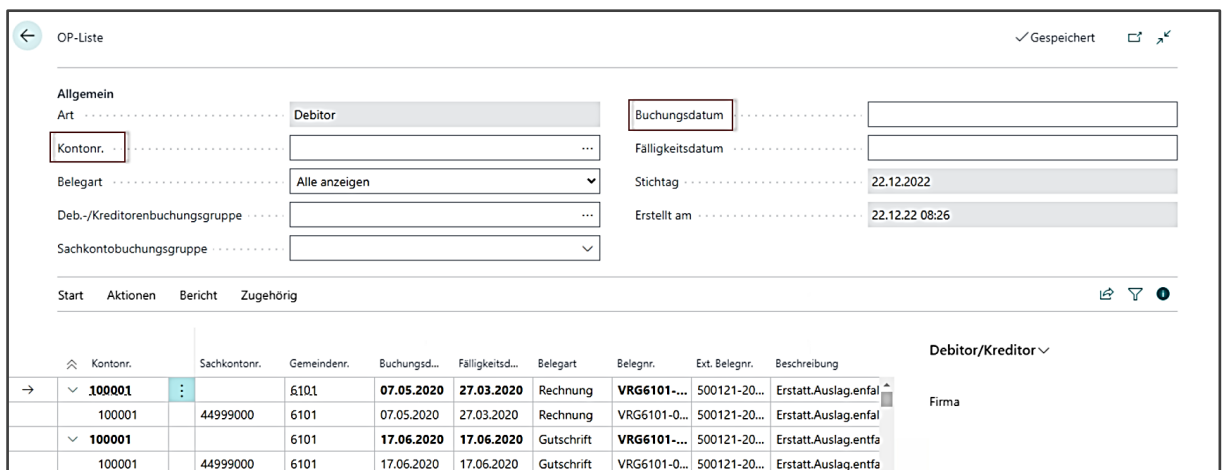 OP-Liste
Gespeichert
Allgemein
Art Debitor Buchungsdatum
Kontonr. ... Fälligkeitsdatum
Belegart Alle anzeigen Stichtag 22.12.2022
Deb.-/Kreditorenbuchungsgruppe ... Erstellt am 22.12.22 08:26
Sachkontobuchungsgruppe
Start Aktionen Bericht Zugehörig
Debitor/Kreditor
Kontonr. Sachkontonr. Gemeindenr. Buchungsd... Fälligkeitsd... Belegart Belegnr. Ext. Belegnr. Beschreibung
100001 6101 07.05.2020 27.03.2020 Rechnung VRG6101-... 500121-20... Erstatt.Auslag.enfal
Firma
100001 44999000 6101 07.05.2020 27.03.2020 Rechnung VRG6101-0... 500121-20... Erstatt.Auslag.enfal
100001 6101 17.06.2020 17.06.2020 Gutschrift VRG6101-... 500121-20... Erstatt.Auslag.entfa
100001 44999000 6101 17.06.2020 17.06.2020 Gutschrift VRG6101-0... 500121-20... Erstatt.Auslag.entfa